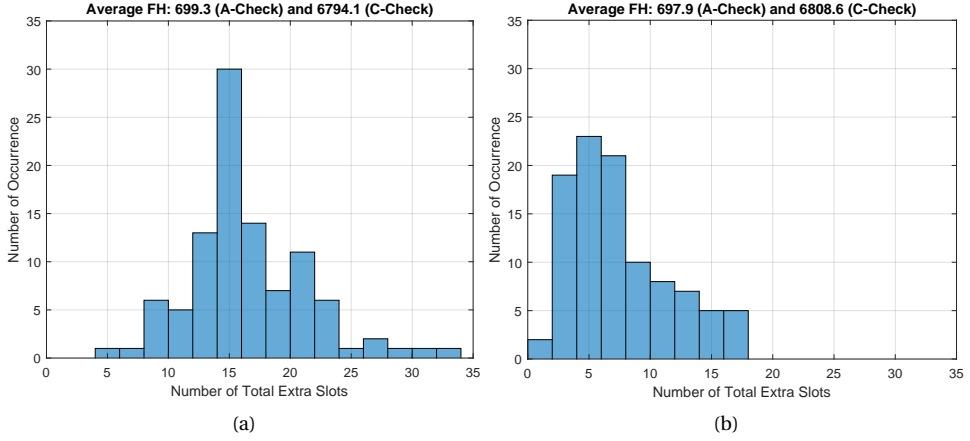 Average FH: 699.3 (A-Check) and 6794.1 (C-Check)
35
30
25
20
15
10
5
0
Number of Occurrence
0 5 10 15 20 25 30 35
Number of Total Extra Slots
(a)
Average FH: 697.9 (A-Check) and 6808.6 (C-Check)
35
30
25
20
15
10
5
0
Number of Occurrence
0 5 10 15 20 25 30 35
Number of Total Extra Slots
(b)